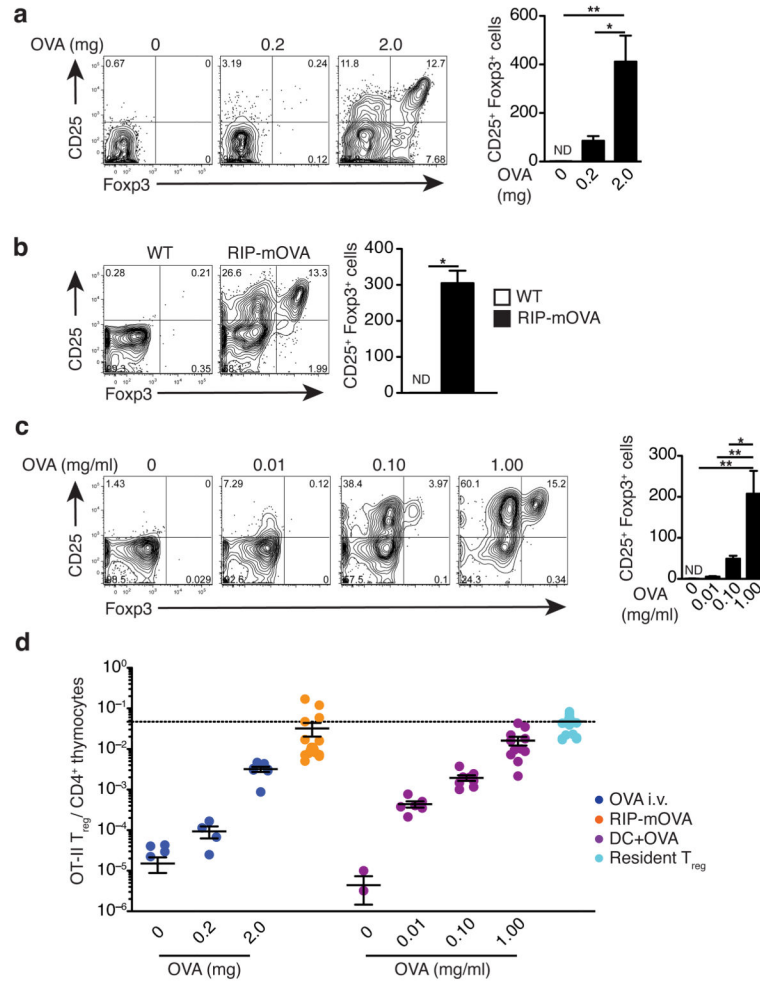 a
OVA (mg) 0 0.2 2.0
0.67 0 3.19 0.24 11.8 12.7
0 0.12 7.68
CD25
Foxp3
CD25+ Foxp3+ cells
600
400
200
0
** 
*
ND
OVA (mg) 0 0.2 2.0
b
WT RIP-mOVA
0.28 0.21 26.6 13.3
0.35 1.99
CD25
Foxp3
CD25+ Foxp3+ cells
400
300
200
100
0
*
ND
WT
RIP-mOVA
c
OVA (mg/ml) 0 0.01 0.10 1.00
1.43 0 7.29 0.12 38.4 3.97 60.1 15.2
0.029 0 0.1 24.3 0.34
CD25
Foxp3
CD25+ Foxp3+ cells
300
200
100
0
*
**
**
ND
OVA (mg/ml) 0 0.01 0.10 1.00
d
OT-II Treg/ CD4+ thymocytes
10⁰
10⁻¹
10⁻²
10⁻³
10⁻⁴
10⁻⁵
10⁻⁶
0 0.2 2.0 0 0.01 0.10 1.00
OVA (mg) OVA (mg/ml)
OVA i.v.
RIP-mOVA
DC+OVA
Resident Treg